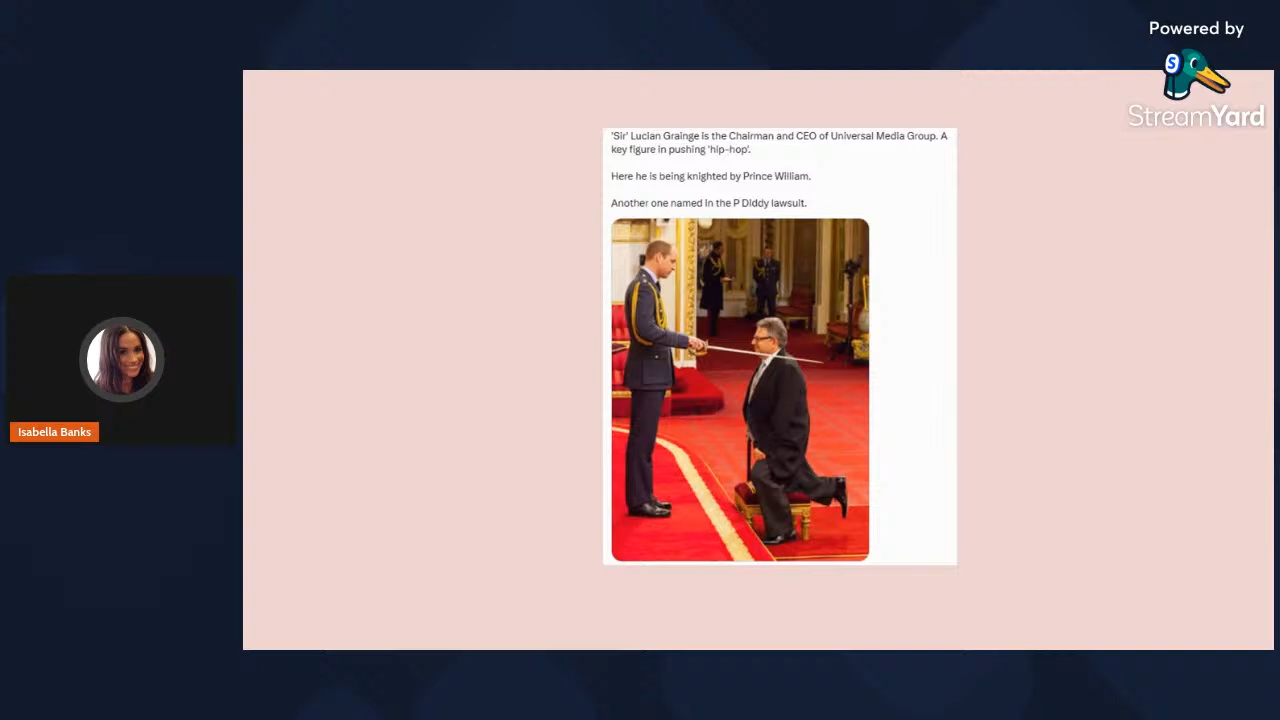 Powered by
StreamYard
'Sir' Lucian Grainge is the Chairman and CEO of Universal Media Group. A
key figure in pushing 'hip-hop'.
Here he is being knighted by Prince William.
Another one named in the P Diddy lawsuit.
Isabella Banks